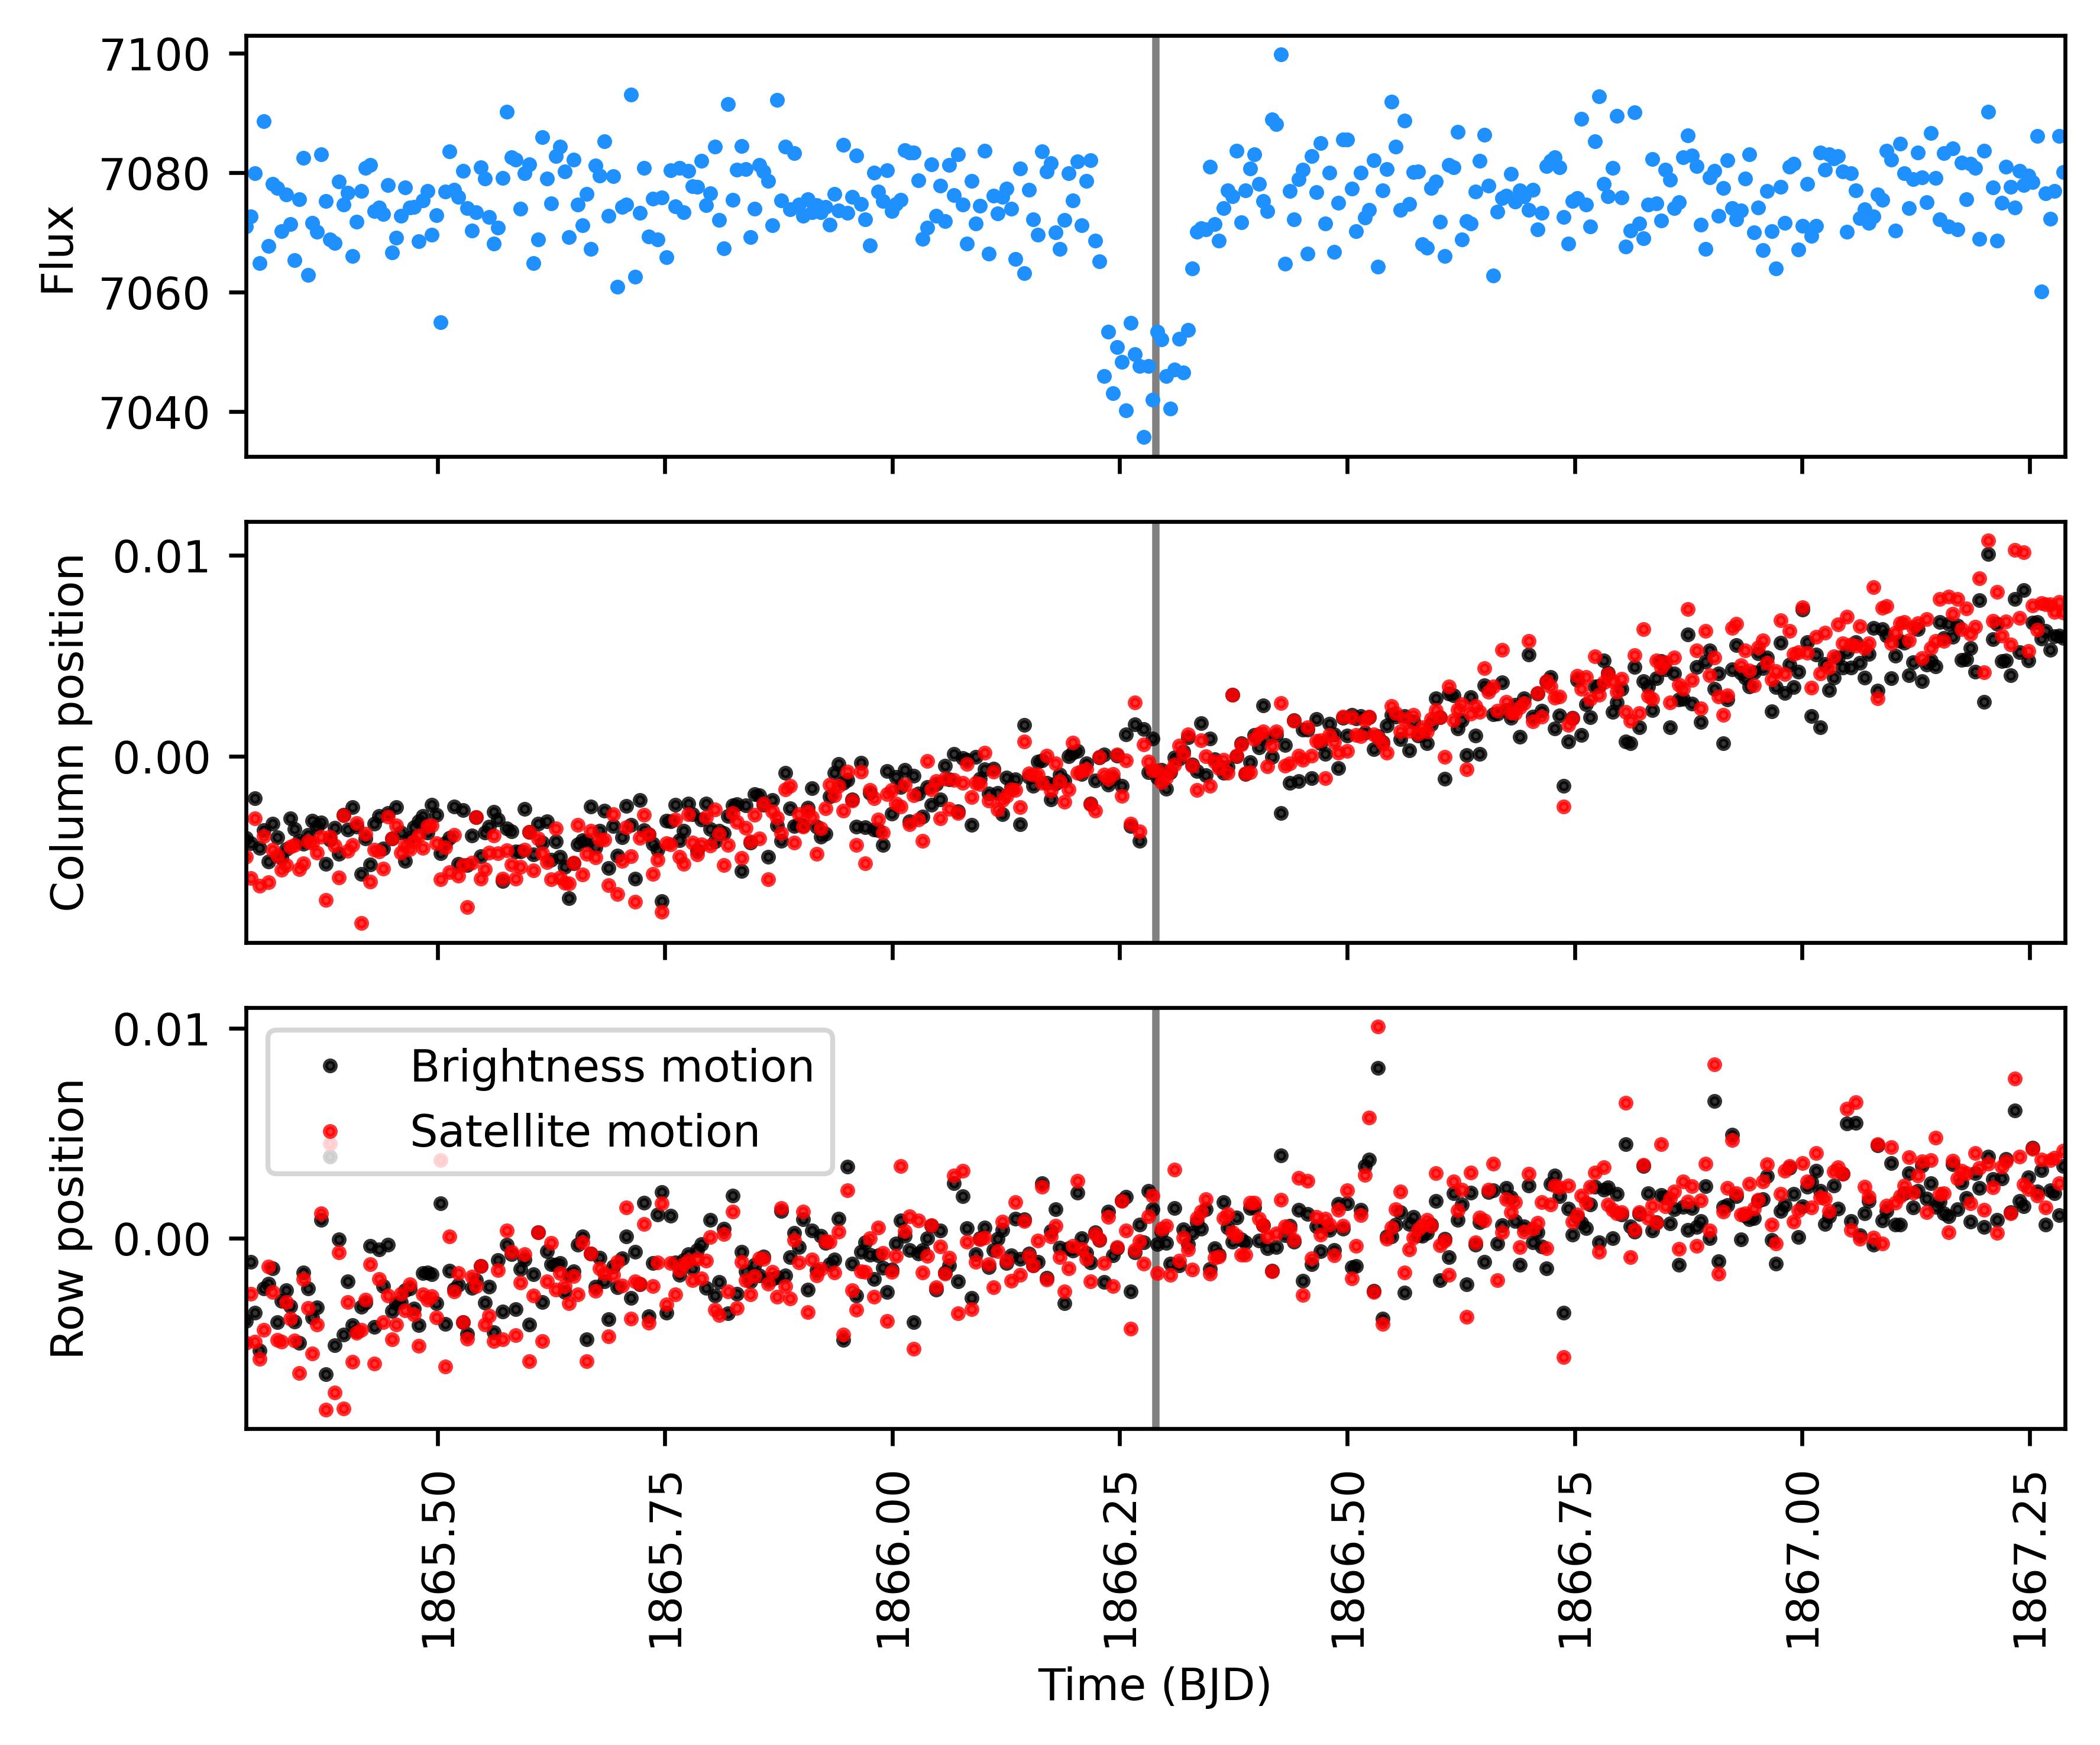 7100
7080
7060
7040
Flux
0.01
0.00
Column position
0.01
0.00
Row position
Brightness motion
Satellite motion
1865.50
1865.75
1866.00
1866.25
1866.50
1866.75
1867.00
1867.25
Time (BJD)